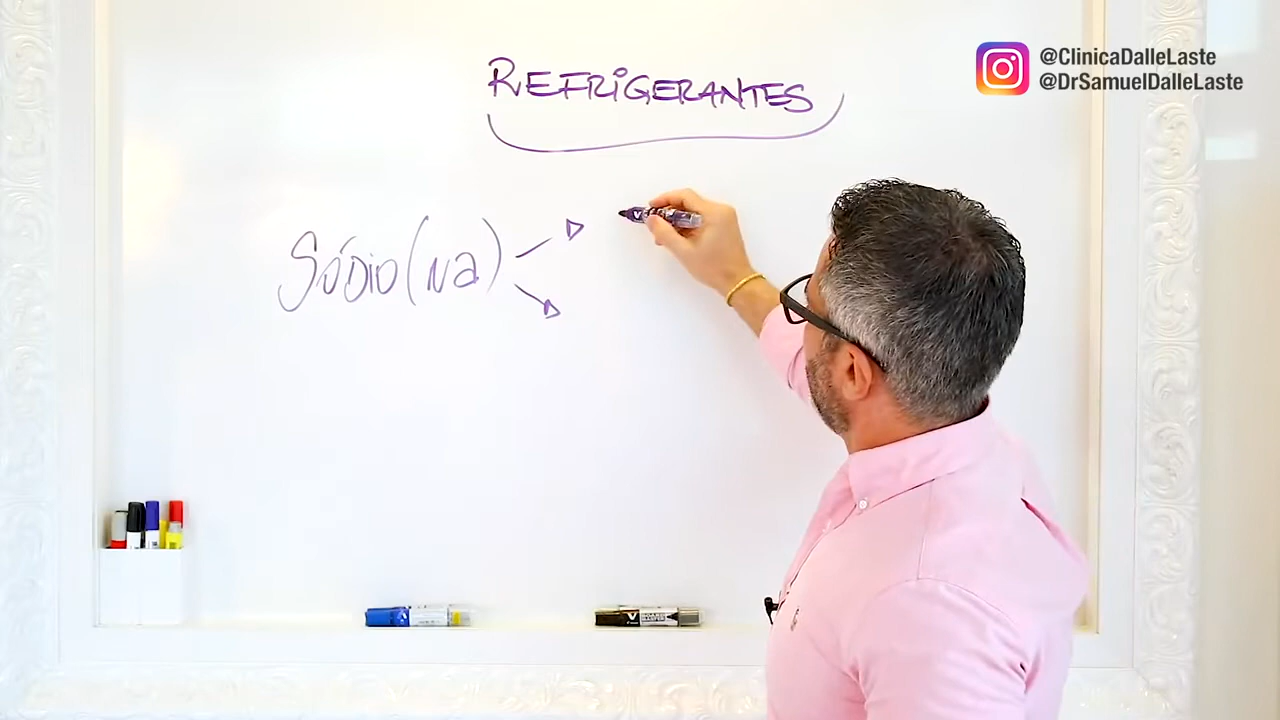 REFRIGERANTES
@ClinicaDalleLaste
@DrSamuelDalleLaste
SÓDIO (Na)